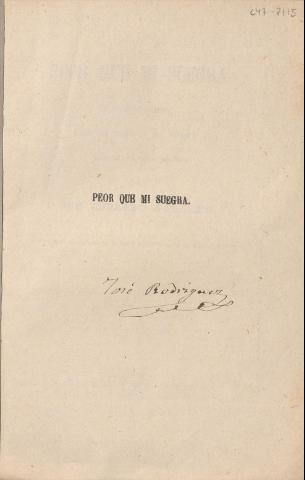 647-7115
PEOR QUE MI SUEGRA.
José Rodriguez